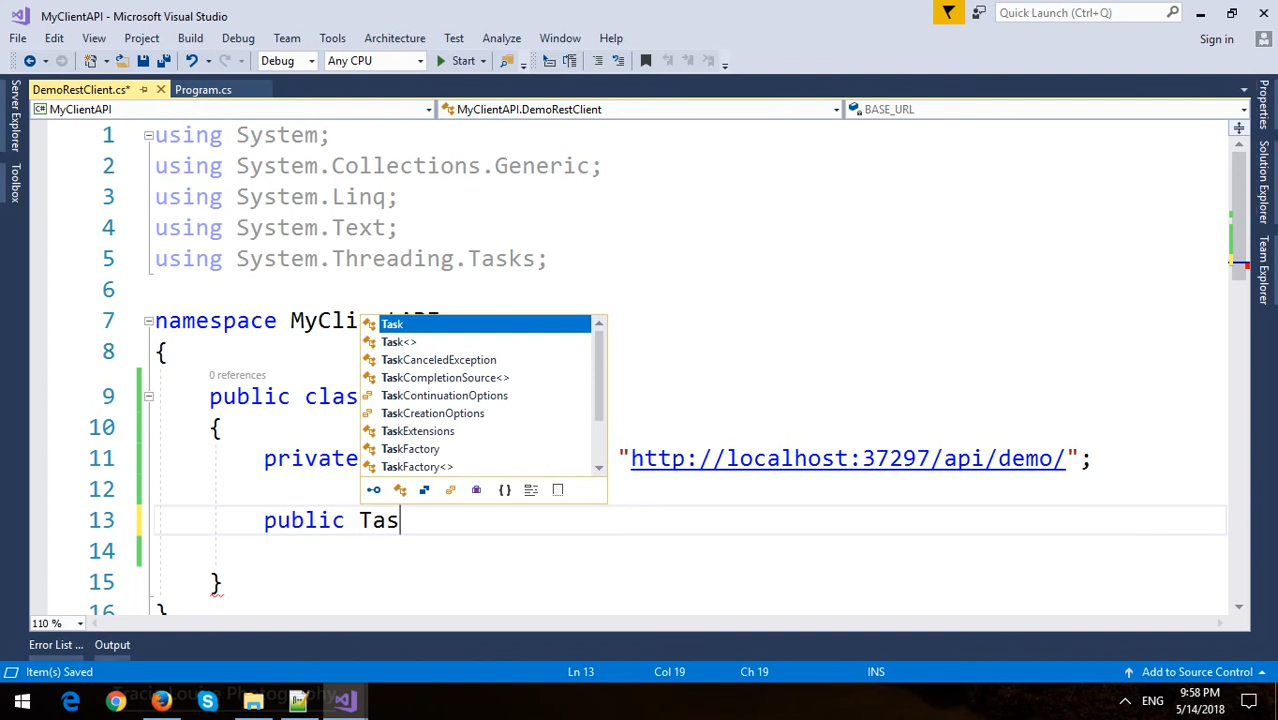 MyClientAPI - Microsoft Visual Studio
Quick Launch (Ctrl+Q)
File Edit View Project Build Debug Team Tools Architecture Test Analyze Window Help
Sign in
Debug Any CPU Start
DemoRestClient.cs* Program.cs
MyClientAPI MyClientAPI.DemoRestClient BASE_URL
Server Explorer
Toolbox
Properties
Solution Explorer
Team Explorer
1 using System;
2 using System.Collections.Generic;
3 using System.Linq;
4 using System.Text;
5 using System.Threading.Tasks;
6
7 namespace MyClientAPI
8 {
0 references
9 public clas
10 {
11 private "http://localhost:37297/api/demo/";
12
13 public Tas
14
15 }
16 }
Task
Task<>
TaskCanceledException
TaskCompletionSource<>
TaskContinuationOptions
TaskCreationOptions
TaskExtensions
TaskFactory
TaskFactory<>
110 %
Error List ... Output
Item(s) Saved Ln 13 Col 19 Ch 19 INS Add to Source Control
Tracie Louise Photography
ENG
9:58 PM
5/14/2018